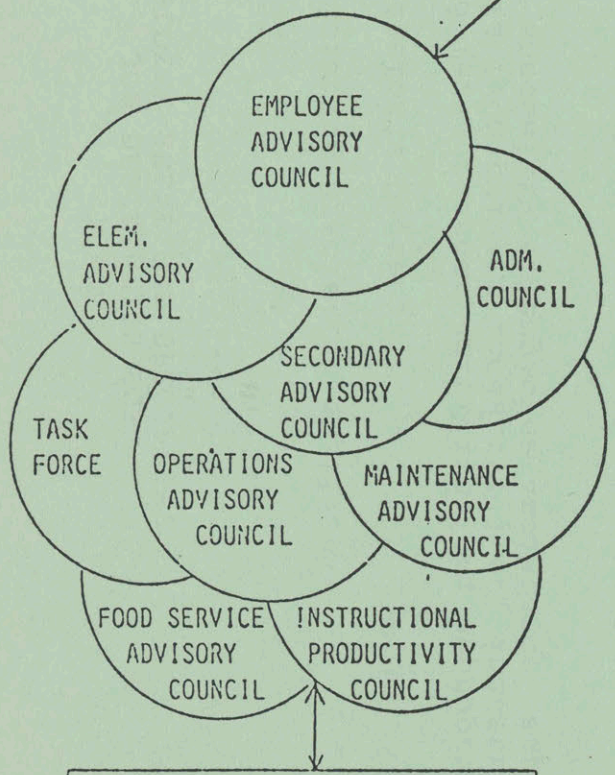 EMPLOYEE
ADVISORY
COUNCIL
ELEM.
ADVISORY
COUNCIL
ADM.
COUNCIL
SECONDARY
ADVISORY
COUNCIL
TASK
FORCE
OPERATIONS
ADVISORY
COUNCIL
MAINTENANCE
ADVISORY
COUNCIL
FOOD SERVICE
ADVISORY
COUNCIL
INSTRUCTIONAL
PRODUCTIVITY
COUNCIL